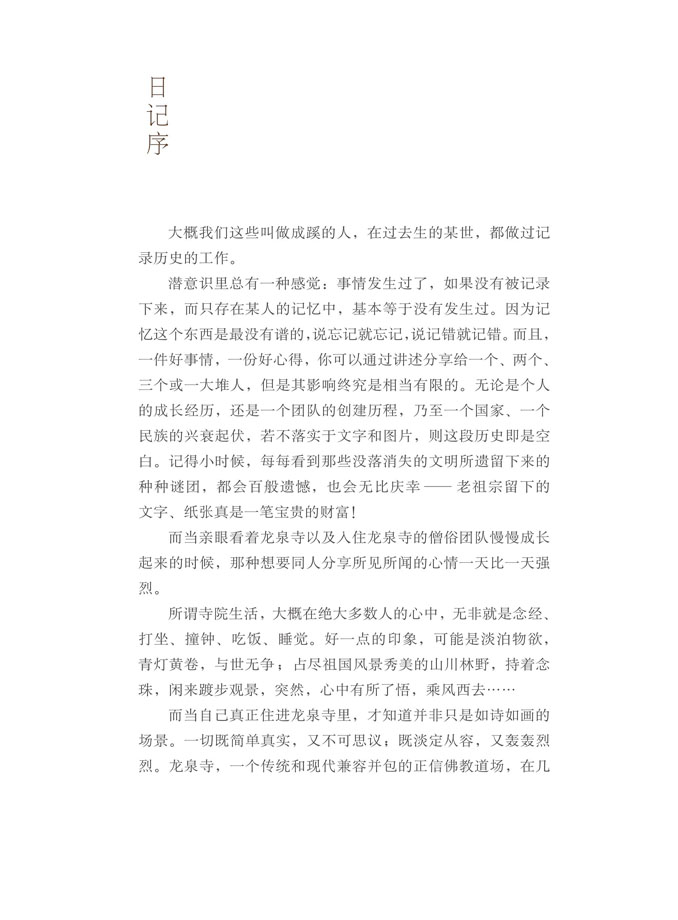 日记序
大概我们这些叫做成蹊的人，在过去生的某世，都做过记
录历史的工作。
潜意识里总有一种感觉：事情发生过了，如果没有被记录
下来，而只存在某人的记忆中，基本等于没有发生过。因为记
忆这个东西是最没有谱的，说忘记就忘记，说记错就记错。而且，
一件好事情，一份好心得，你可以通过讲述分享给一个、两个、
三个或一大堆人，但是其影响终究是相当有限的。无论是个人
的成长经历，还是一个团队的创建历程，乃至一个国家、一个
民族的兴衰起伏，若不落实于文字和图片，则这段历史即是空
白。记得小时候，每每看到那些没落消失的文明所遗留下来的
种种谜团，都会百般遗憾，也会无比庆幸——老祖宗留下的
文字、纸张真是一笔宝贵的财富！
而当亲眼看着龙泉寺以及入住龙泉寺的僧俗团队慢慢成长
起来的时候，那种想要同人分享所见所闻的心情一天比一天强
烈。
所谓寺院生活，大概在绝大多数人的心中，无非就是念经、
打坐、撞钟、吃饭、睡觉。好一点的印象，可能是淡泊物欲，
青灯黄卷，与世无争；占尽祖国风景秀美的山川林野，持着念
珠，闲来踱步观景，突然，心中有所了悟，乘风西去……
而当自己真正住进龙泉寺里，才知道并非只是如诗如画的
场景。一切既简单真实，又不可思议；既淡定从容，又轰轰烈
烈。龙泉寺，一个传统和现代兼容并包的正信佛教道场，在几